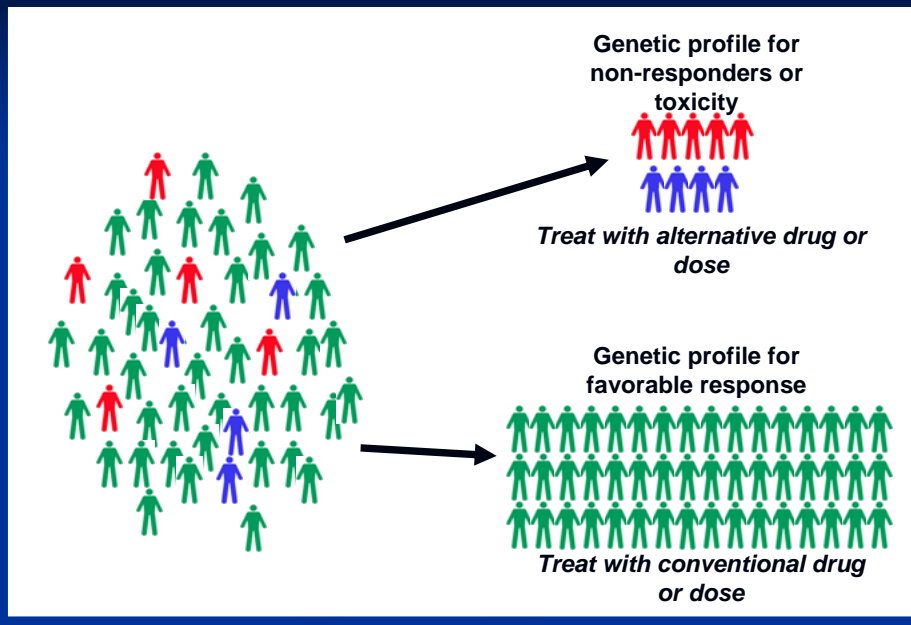 Genetic profile for
non-responders or
toxicity
Treat with alternative drug or
dose
Genetic profile for
favorable response
Treat with conventional drug
or dose